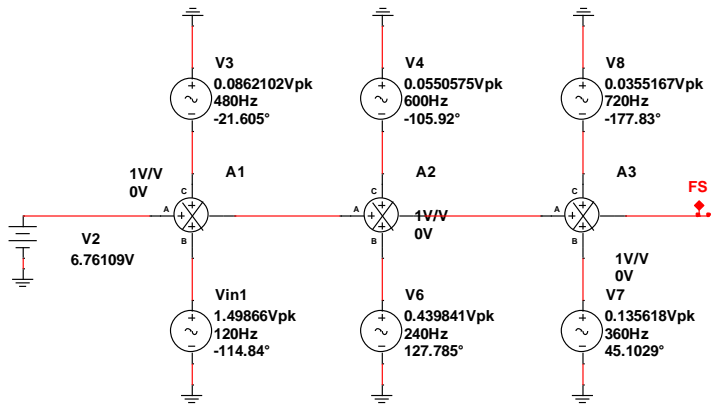 V3
0.0862102Vpk
480Hz
-21.605°
V4
0.0550575Vpk
600Hz
-105.92°
V8
0.0355167Vpk
720Hz
-177.83°
1V/V
0V
A1
A2
A3
FS
C
A
B
C
A
B
1V/V
0V
C
A
B
V2
6.76109V
1V/V
0V
Vin1
1.49866Vpk
120Hz
-114.84°
V6
0.439841Vpk
240Hz
127.785°
V7
0.135618Vpk
360Hz
45.1029°